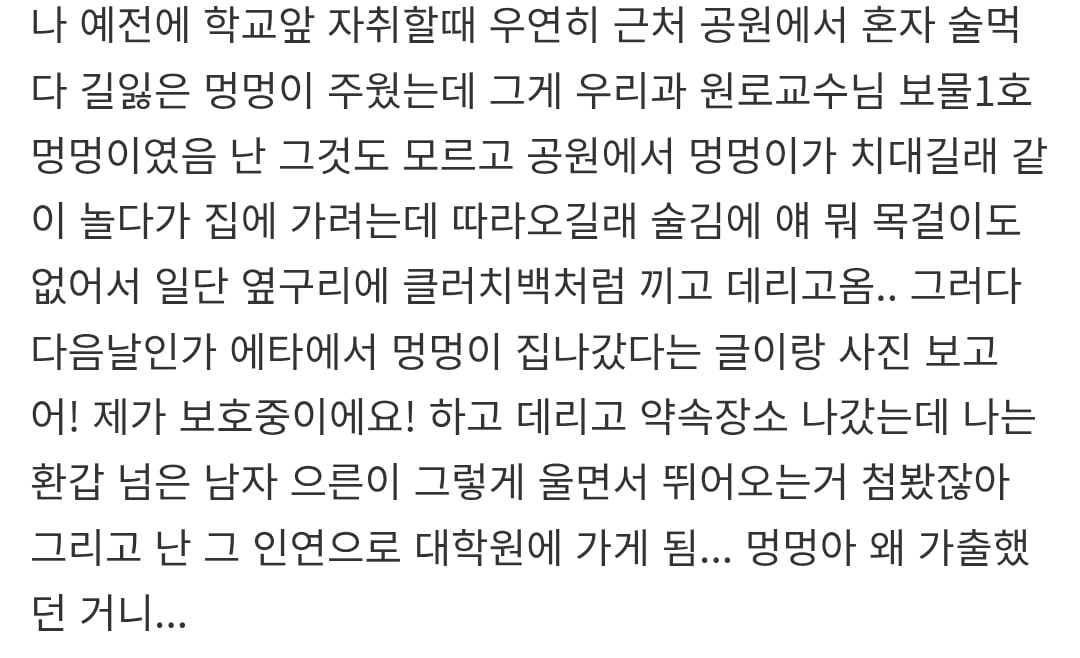 나 예전에 학교앞 자취할때 우연히 근처 공원에서 혼자 술먹
다 길잃은 멍멍이 주웠는데 그게 우리과 원로교수님 보물1호
멍멍이였음 난 그것도 모르고 공원에서 멍멍이가 치대길래 같
이 놀다가 집에 가려는데 따라오길래 술김에 얘 뭐 목걸이도
없어서 일단 옆구리에 클러치백처럼 끼고 데리고옴.. 그러다
다음날인가 에타에서 멍멍이 집나갔다는 글이랑 사진 보고
어! 제가 보호중이에요! 하고 데리고 약속장소 나갔는데 나는
환갑 넘은 남자 으른이 그렇게 울면서 뛰어오는거 첨봤잖아
그리고 난 그 인연으로 대학원에 가게 됨... 멍멍아 왜 가출했
던 거니...